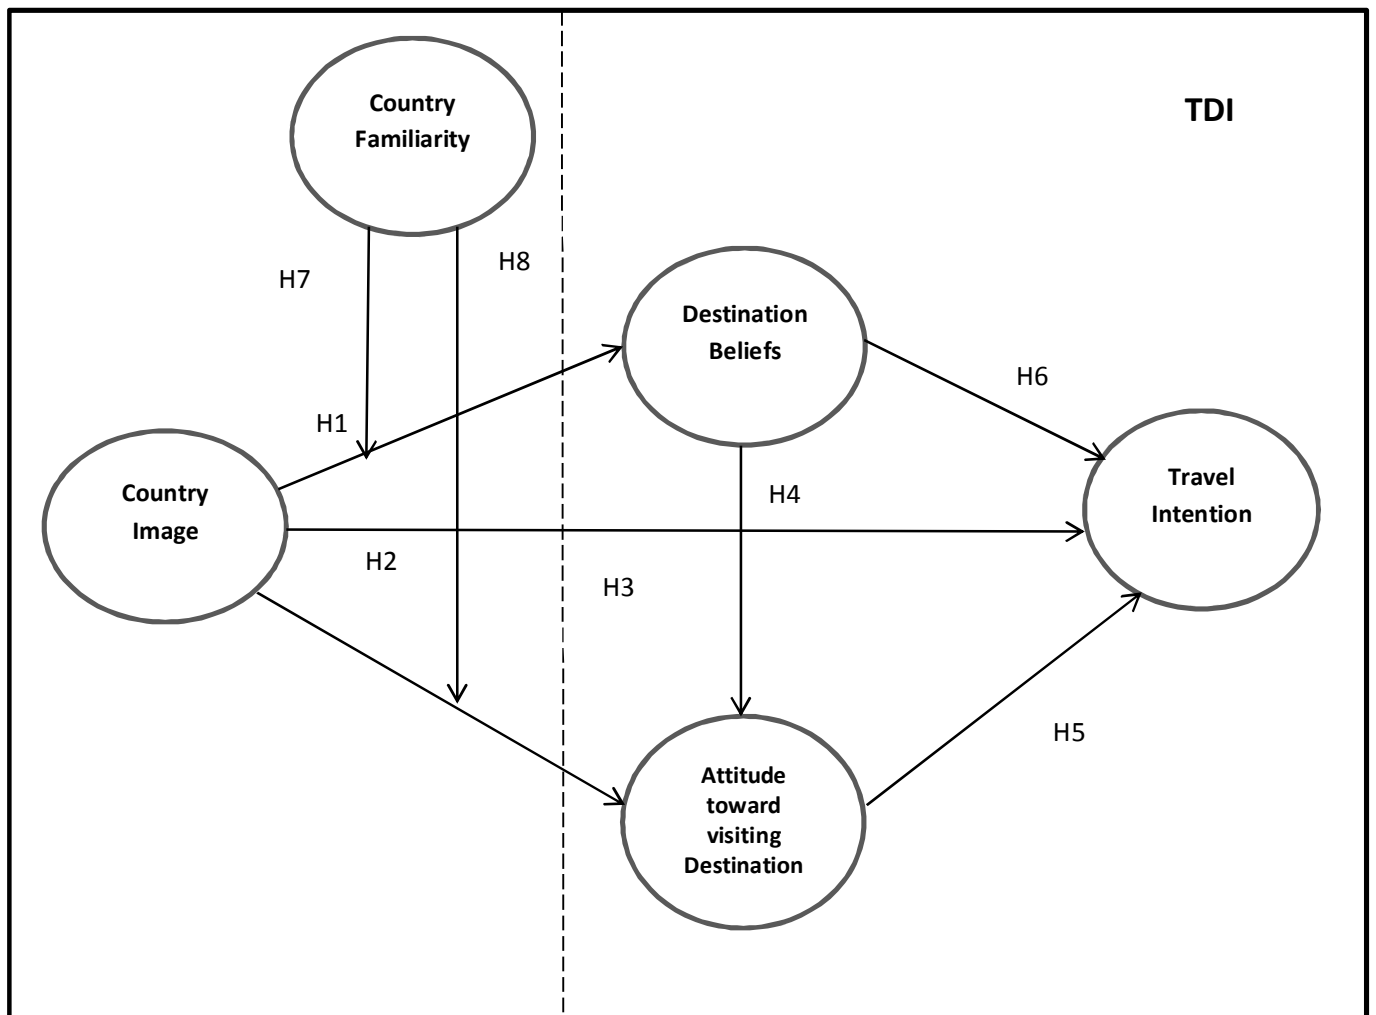 Country
Familiarity
TDI
H7
H8
Destination
Beliefs
H6
H1
Country
Image
H4
Travel
Intention
H2
H3
H5
Attitude
toward
visiting
Destination